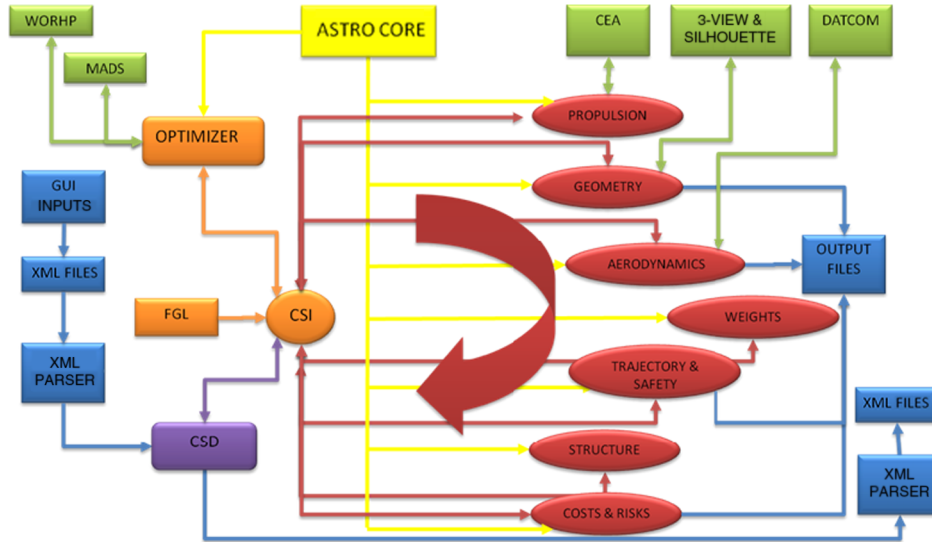 WORHP
MADS
ASTRO CORE
CEA
3-VIEW &
SILHOUETTE
DATCOM
OPTIMIZER
PROPULSION
GUI
INPUTS
GEOMETRY
XML FILES
AERODYNAMICS
OUTPUT
FILES
FGL
CSI
WEIGHTS
XML
PARSER
TRAJECTORY &
SAFETY
XML FILES
CSD
STRUCTURE
XML
PARSER
COSTS & RISKS